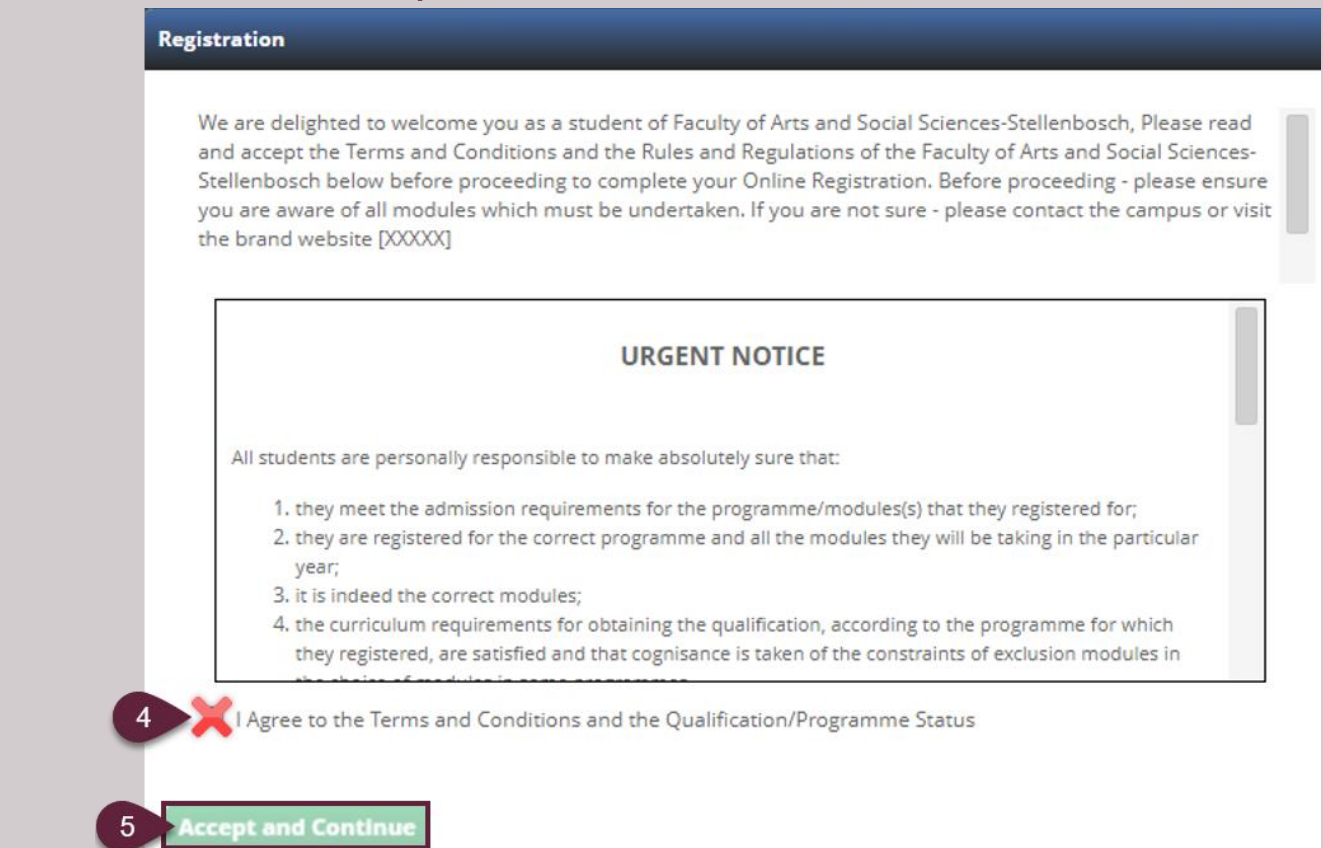 Registration
We are delighted to welcome you as a student of Faculty of Arts and Social Sciences-Stellenbosch, Please read
and accept the Terms and Conditions and the Rules and Regulations of the Faculty of Arts and Social Sciences-
Stellenbosch below before proceeding to complete your Online Registration. Before proceeding - please ensure
you are aware of all modules which must be undertaken. If you are not sure - please contact the campus or visit
the brand website [XXXXX]
URGENT NOTICE
All students are personally responsible to make absolutely sure that:
1. they meet the admission requirements for the programme/modules(s) that they registered for;
2. they are registered for the correct programme and all the modules they will be taking in the particular
year;
3. it is indeed the correct modules;
4. the curriculum requirements for obtaining the qualification, according to the programme for which
they registered, are satisfied and that cognisance is taken of the constraints of exclusion modules in
the choice of modules in some programmes
4 I Agree to the Terms and Conditions and the Qualification/Programme Status
5 Accept and Continue